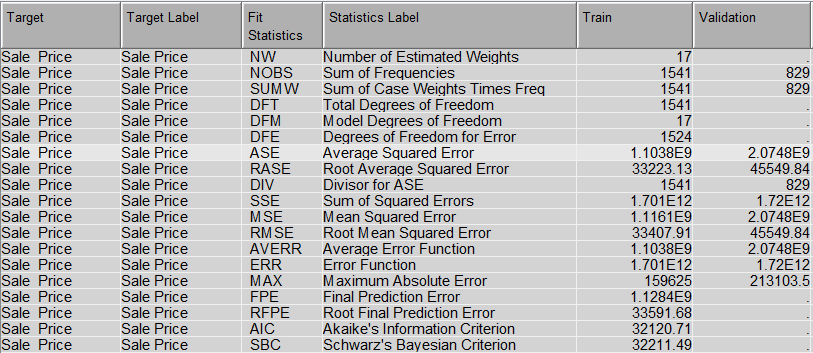 Target Target Label Fit Statistics Statistics Label Train Validation
Sale Price Sale Price NW Number of Estimated Weights 17 .
Sale Price Sale Price NOBS Sum of Frequencies 1541 829
Sale Price Sale Price SUMW Sum of Case Weights Times Freq 1541 829
Sale Price Sale Price DFT Total Degrees of Freedom 1541 .
Sale Price Sale Price DFM Model Degrees of Freedom 17 .
Sale Price Sale Price DFE Degrees of Freedom for Error 1524 .
Sale Price Sale Price ASE Average Squared Error 1.1038E9 2.0748E9
Sale Price Sale Price RASE Root Average Squared Error 33223.13 45549.84
Sale Price Sale Price DIV Divisor for ASE 1541 829
Sale Price Sale Price SSE Sum of Squared Errors 1.701E12 1.72E12
Sale Price Sale Price MSE Mean Squared Error 1.1161E9 2.0748E9
Sale Price Sale Price RMSE Root Mean Squared Error 33407.91 45549.84
Sale Price Sale Price AVERR Average Error Function 1.1038E9 2.0748E9
Sale Price Sale Price ERR Error Function 1.701E12 1.72E12
Sale Price Sale Price MAX Maximum Absolute Error 159625 213103.5
Sale Price Sale Price FPE Final Prediction Error 1.1284E9 .
Sale Price Sale Price RFPE Root Final Prediction Error 33591.68 .
Sale Price Sale Price AIC Akaike's Information Criterion 32120.71 .
Sale Price Sale Price SBC Schwarz's Bayesian Criterion 32211.49 .